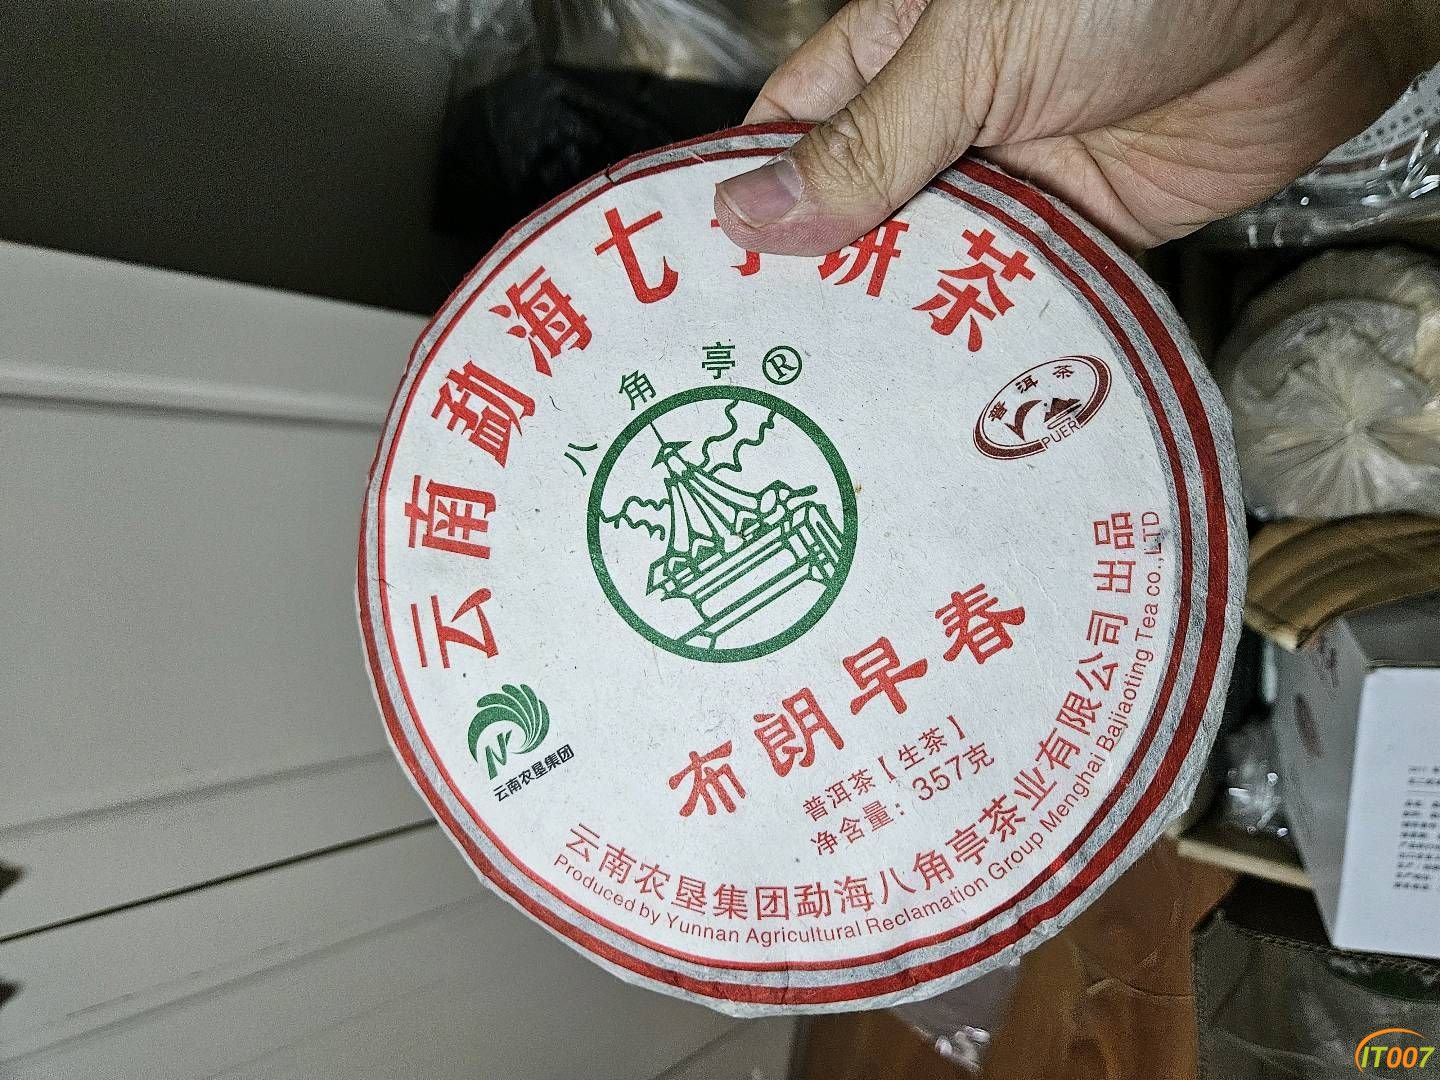 云南勐海七子饼茶
八角亭®
普洱茶
PUER
布朗早春
普洱茶【生茶】
净含量：357克
云南农垦集团
云南农垦集团勐海八角亭茶业有限公司 出品
Produced by Yunnan Agricultural Reclamation Group Menghai Bajiaoting Tea co.,LTD
IT007